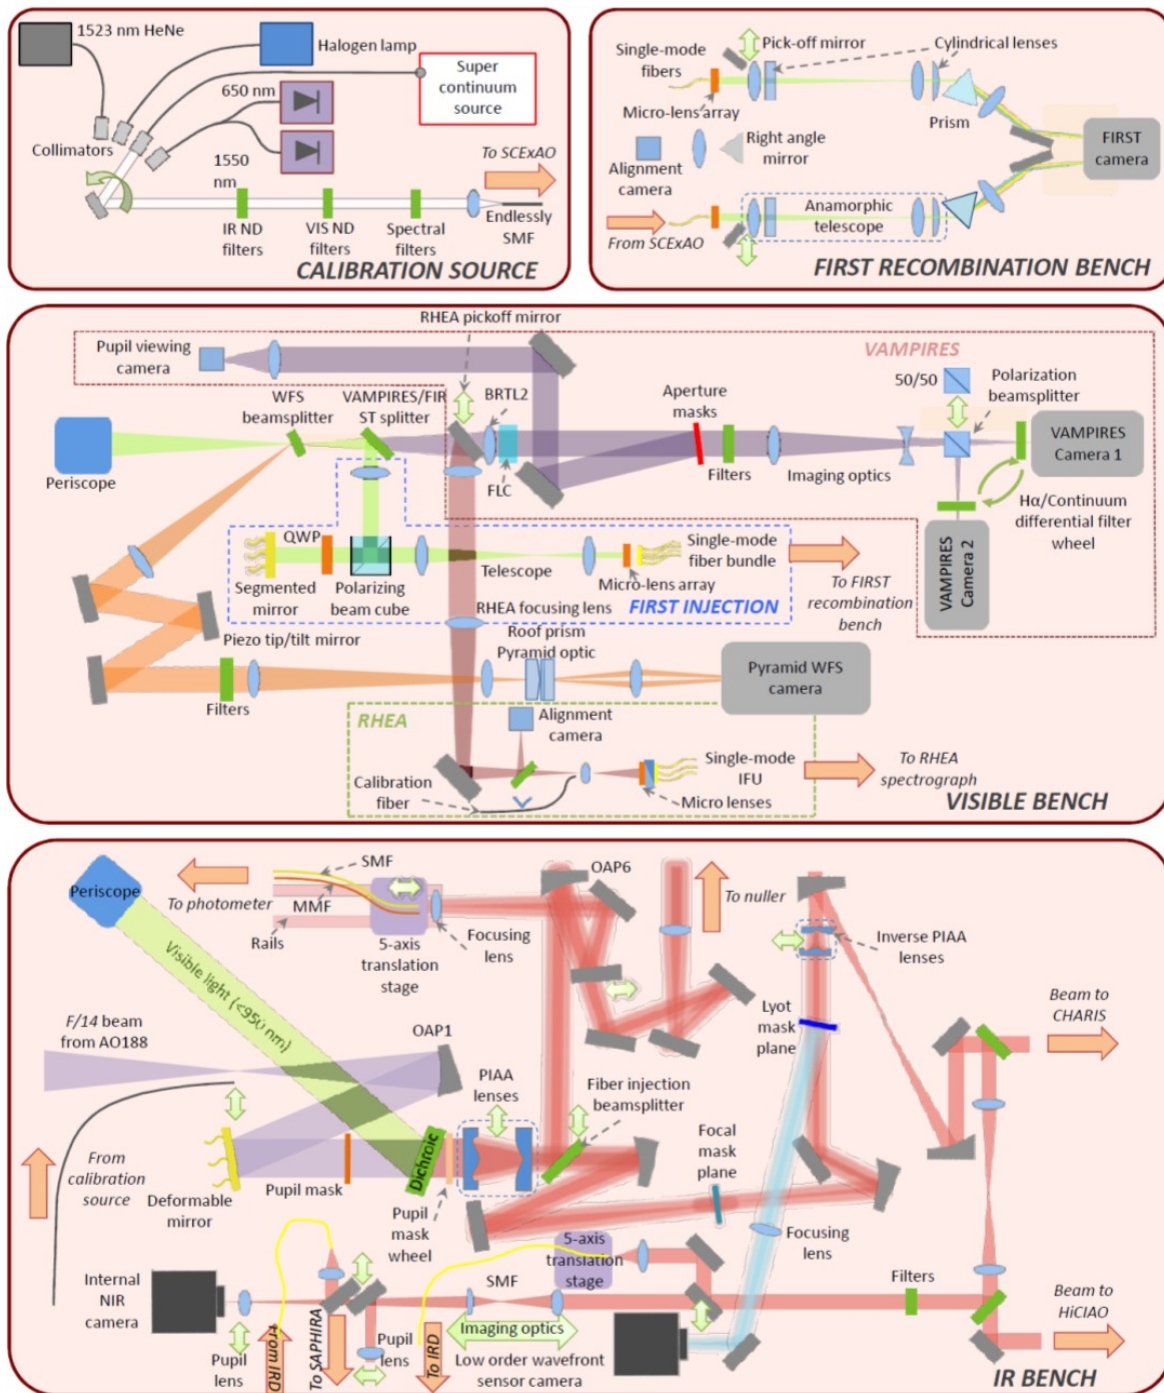 1523 nm HeNe
Halogen lamp
Super
continuum
source
650 nm
Collimators
1550
nm
To SCExAO
IR ND
filters
VIS ND
filters
Spectral
filters
Endlessly
SMF
CALIBRATION SOURCE
Single-mode
fibers
Pick-off mirror
Cylindrical lenses
Micro-lens array
Prism
FIRST
camera
Right angle
mirror
Alignment
camera
Anamorphic
telescope
From SCExAO
FIRST RECOMBINATION BENCH
RHEA pickoff mirror
Pupil viewing
camera
VAMPIRES
WFS
beamsplitter
VAMPIRES/FIR
ST splitter
BRTL2
Aperture
masks
50/50
Polarization
beamsplitter
Periscope
FLC
Filters
Imaging optics
VAMPIRES
Camera 1
Hα/Continuum
differential filter
wheel
VAMPIRES
Camera 2
QWP
Segmented
mirror
Polarizing
beam cube
Telescope
Single-mode
fiber bundle
Micro-lens array
FIRST INJECTION
To FIRST
recombination
bench
RHEA focusing lens
Piezo tip/tilt mirror
Roof prism
Pyramid optic
Pyramid WFS
camera
Filters
RHEA
Alignment
camera
Calibration
fiber
Single-mode
IFU
Micro lenses
To RHEA
spectrograph
VISIBLE BENCH
Periscope
SMF
To photometer
MMF
Rails
5-axis
translation
stage
Focusing
lens
OAP6
To nuller
Inverse PIAA
lenses
Visible light (<950 nm)
Lyot
mask
plane
Beam to
CHARIS
F/14 beam
from AO188
OAP1
PIAA
lenses
Fiber injection
beamsplitter
Focal
mask
plane
From
calibration
source
Deformable
mirror
Pupil mask
Dichroic
Pupil
mask
wheel
Focusing
lens
5-axis
translation
stage
Internal
NIR
camera
SMF
Filters
Beam to
HiCIAO
Pupil
lens
from IRD
To SAPHIRA
Pupil
lens
To IRD
Imaging optics
Low order wavefront
sensor camera
IR BENCH